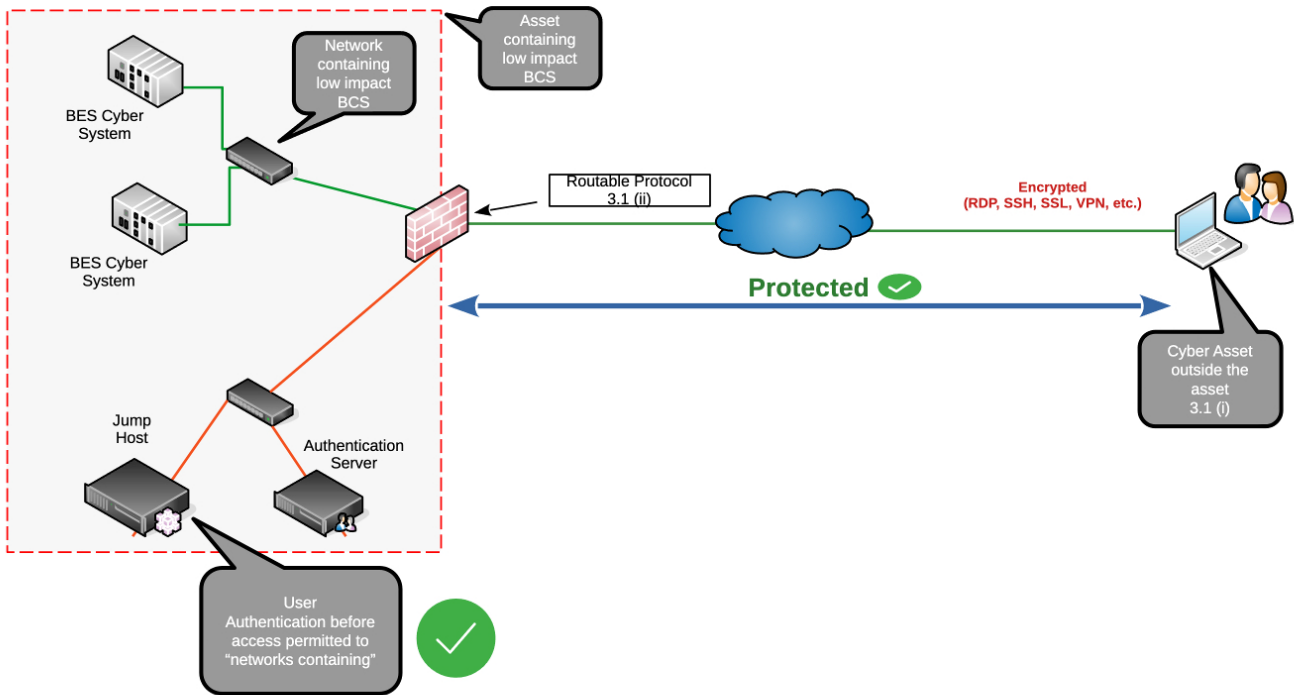 Asset
containing
low impact
BCS
Network
containing
low impact
BCS
BES Cyber
System
Routable Protocol
3.1 (ii)
Encrypted
(RDP, SSH, SSL, VPN, etc.)
BES Cyber
System
Protected
Cyber Asset
outside the
asset
3.1 (i)
Jump
Host
Authentication
Server
User
Authentication before
access permitted to
“networks containing”